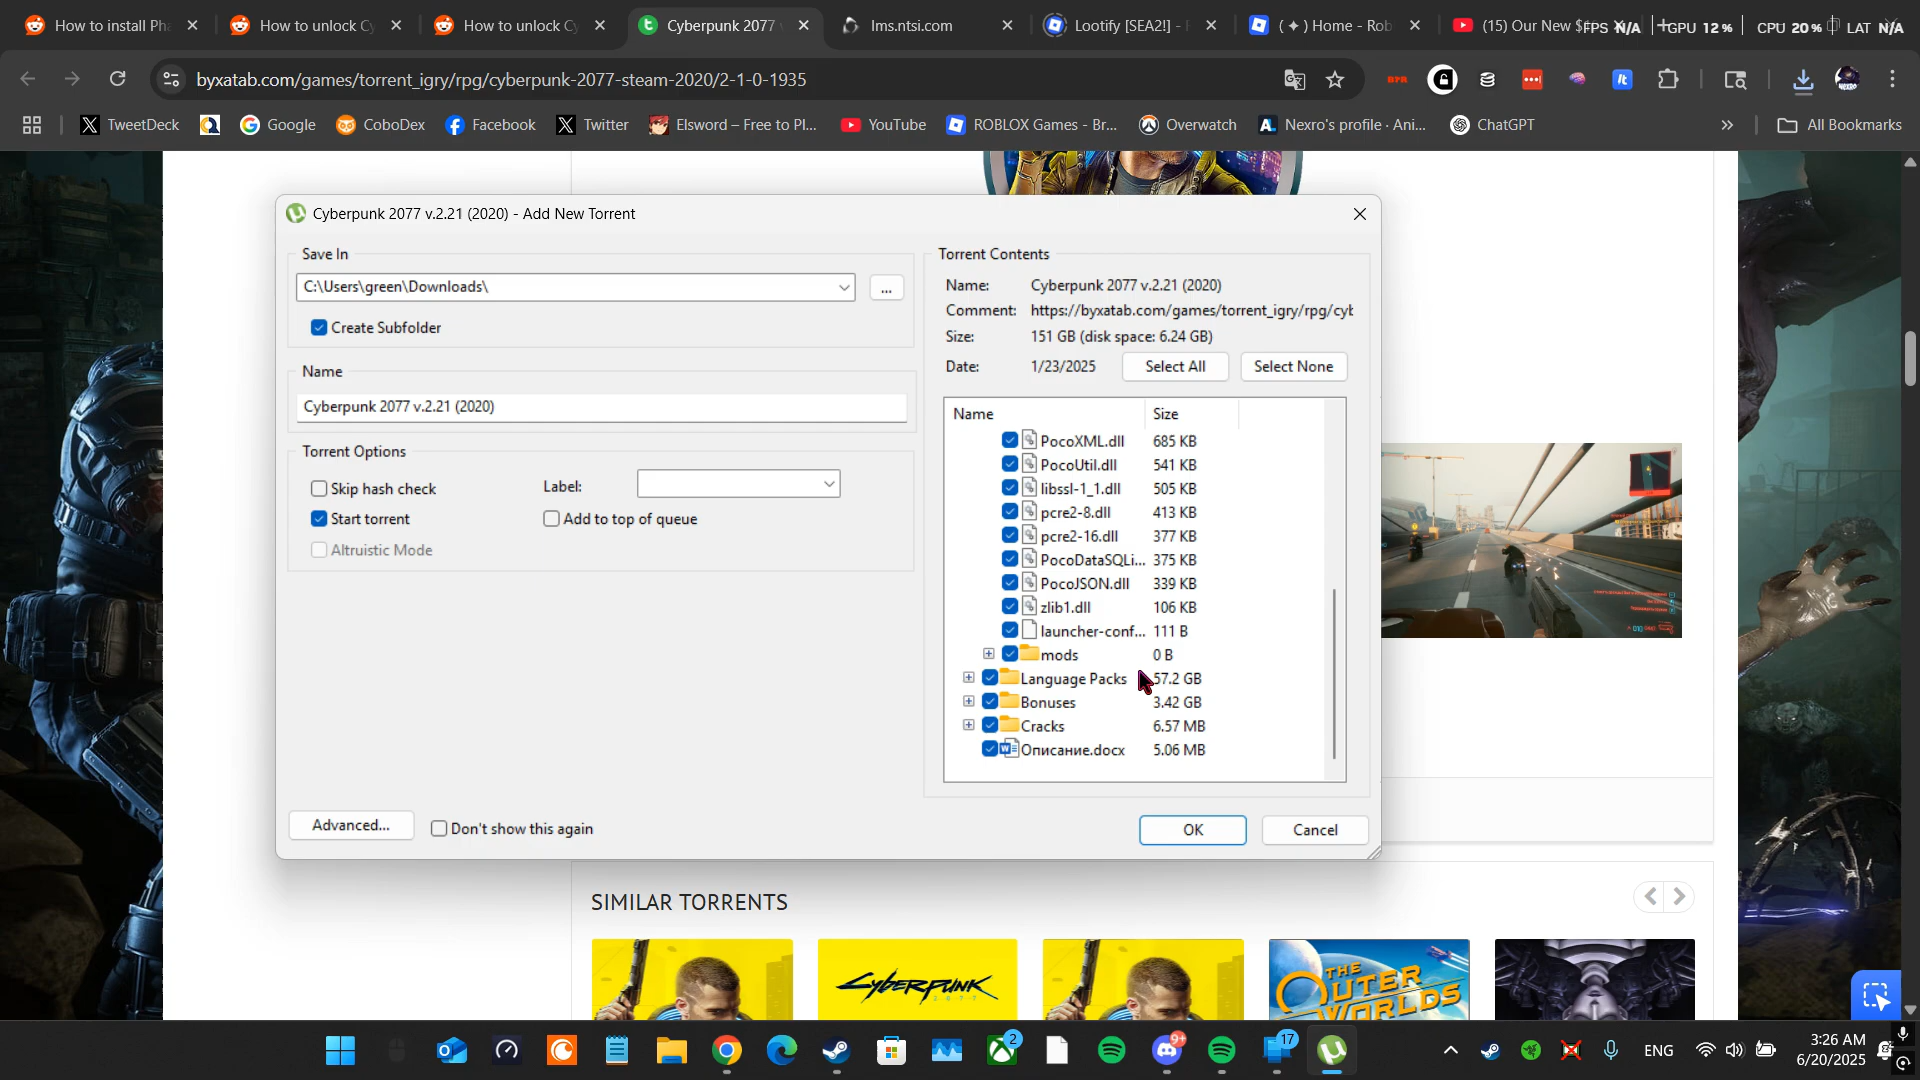 How to install Pha
How to unlock Cy
How to unlock Cy
Cyberpunk 2077
lms.ntsi.com
Lootify [SEA2!] -
( ✦ ) Home - Rob
(15) Our New $
FPS N/A
GPU 12 %
CPU 20 %
LAT N/A
byxatab.com/games/torrent_igry/rpg/cyberpunk-2077-steam-2020/2-1-0-1935
TweetDeck
Google
CoboDex
Facebook
Twitter
Elsword – Free to Pl...
YouTube
ROBLOX Games - Br...
Overwatch
Nexro's profile · Ani...
ChatGPT
All Bookmarks
Cyberpunk 2077 v.2.21 (2020) - Add New Torrent
Save In
C:\Users\green\Downloads\
...
Create Subfolder
Name
Cyberpunk 2077 v.2.21 (2020)
Torrent Options
Skip hash check
Label:
Start torrent
Add to top of queue
Altruistic Mode
Advanced...
Don't show this again
Torrent Contents
Name: Cyberpunk 2077 v.2.21 (2020)
Comment: https://byxatab.com/games/torrent_igry/rpg/cyb
Size: 151 GB (disk space: 6.24 GB)
Date: 1/23/2025
Select All
Select None
Name Size
PocoXML.dll 685 KB
PocoUtil.dll 541 KB
libssl-1_1.dll 505 KB
pcre2-8.dll 413 KB
pcre2-16.dll 377 KB
PocoDataSQLi... 375 KB
PocoJSON.dll 339 KB
zlib1.dll 106 KB
launcher-conf... 111 B
mods 0 B
Language Packs 57.2 GB
Bonuses 3.42 GB
Cracks 6.57 MB
Описание.docx 5.06 MB
OK
Cancel
SIMILAR TORRENTS
Cyberpunk
2077
THE
OUTER
WORLDS
2
9+
17
ENG
3:26 AM
6/20/2025